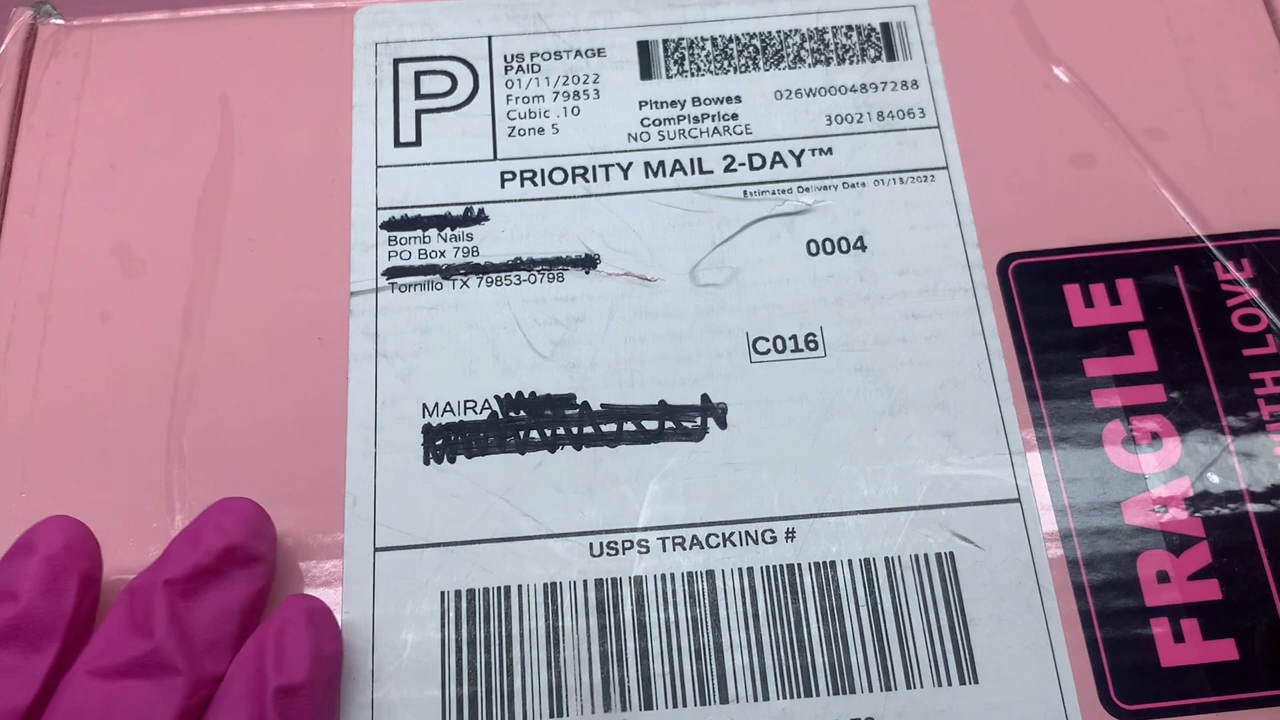 P
US POSTAGE
PAID
01/11/2022
From 79853
Cubic .10
Zone 5
Pitney Bowes
ComPlsPrice
NO SURCHARGE
026W0004897288
3002184063
PRIORITY MAIL 2-DAY™
Estimated Delivery Date: 01/13/2022
Bomb Nails
PO Box 798
Tornillo TX 79853-0798
0004
C016
MAIRA
USPS TRACKING #
FRAGILE
WITH LOVE